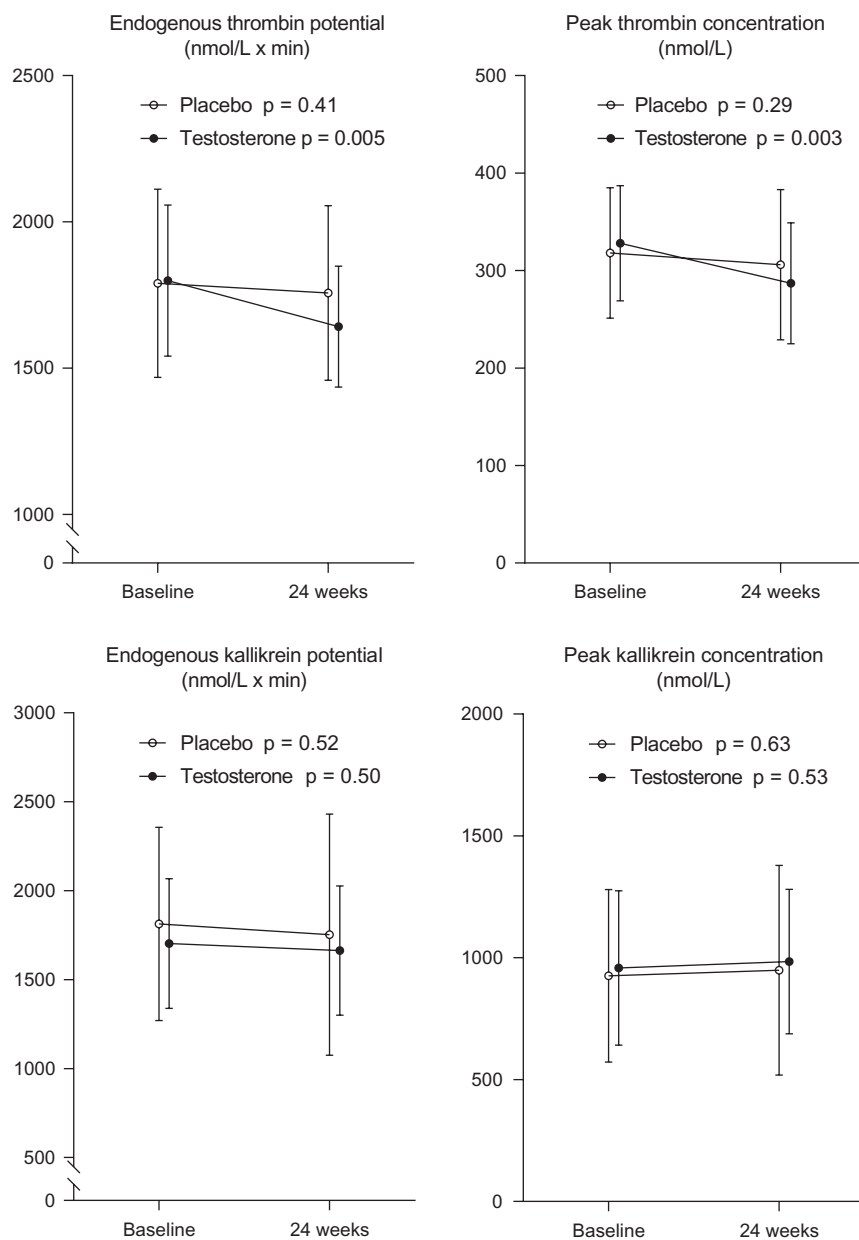 Endogenous thrombin potential
(nmol/L x min)
2500
2000
1500
1000
0
Placebo p = 0.41
Testosterone p = 0.005
Baseline
24 weeks
Peak thrombin concentration
(nmol/L)
500
400
300
200
100
0
Placebo p = 0.29
Testosterone p = 0.003
Baseline
24 weeks
Endogenous kallikrein potential
(nmol/L x min)
3000
2500
2000
1500
1000
500
0
Placebo p = 0.52
Testosterone p = 0.50
Baseline
24 weeks
Peak kallikrein concentration
(nmol/L)
2000
1500
1000
500
0
Placebo p = 0.63
Testosterone p = 0.53
Baseline
24 weeks